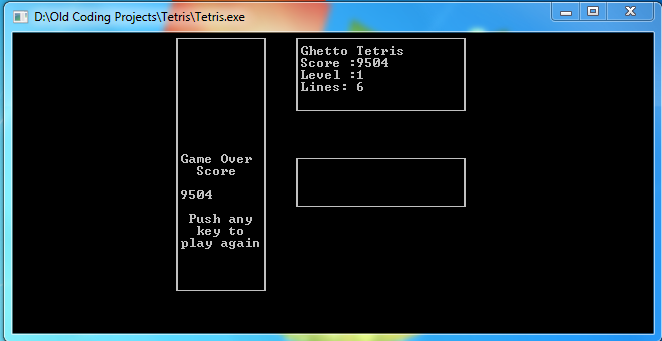 D:\Old Coding Projects\Tetris\Tetris.exe
Ghetto Tetris
Score :9504
Level :1
Lines: 6
Game Over
Score
9504
Push any
key to
play again